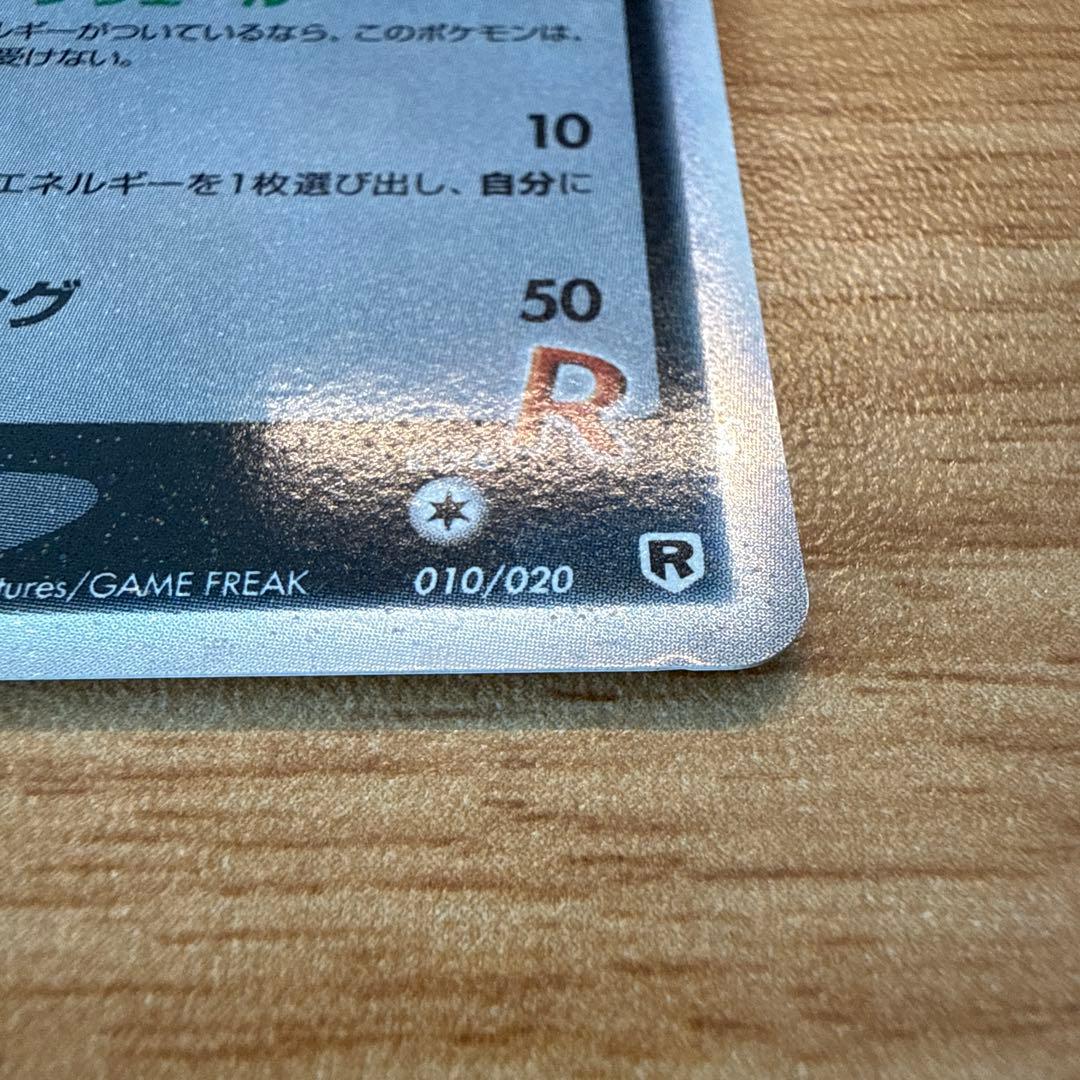 ルギーがついているなら、このポケモンは、
受けない。
10
エネルギーを1枚選び出し、自分に
グ
50
R
tures/GAME FREAK
010/020
R